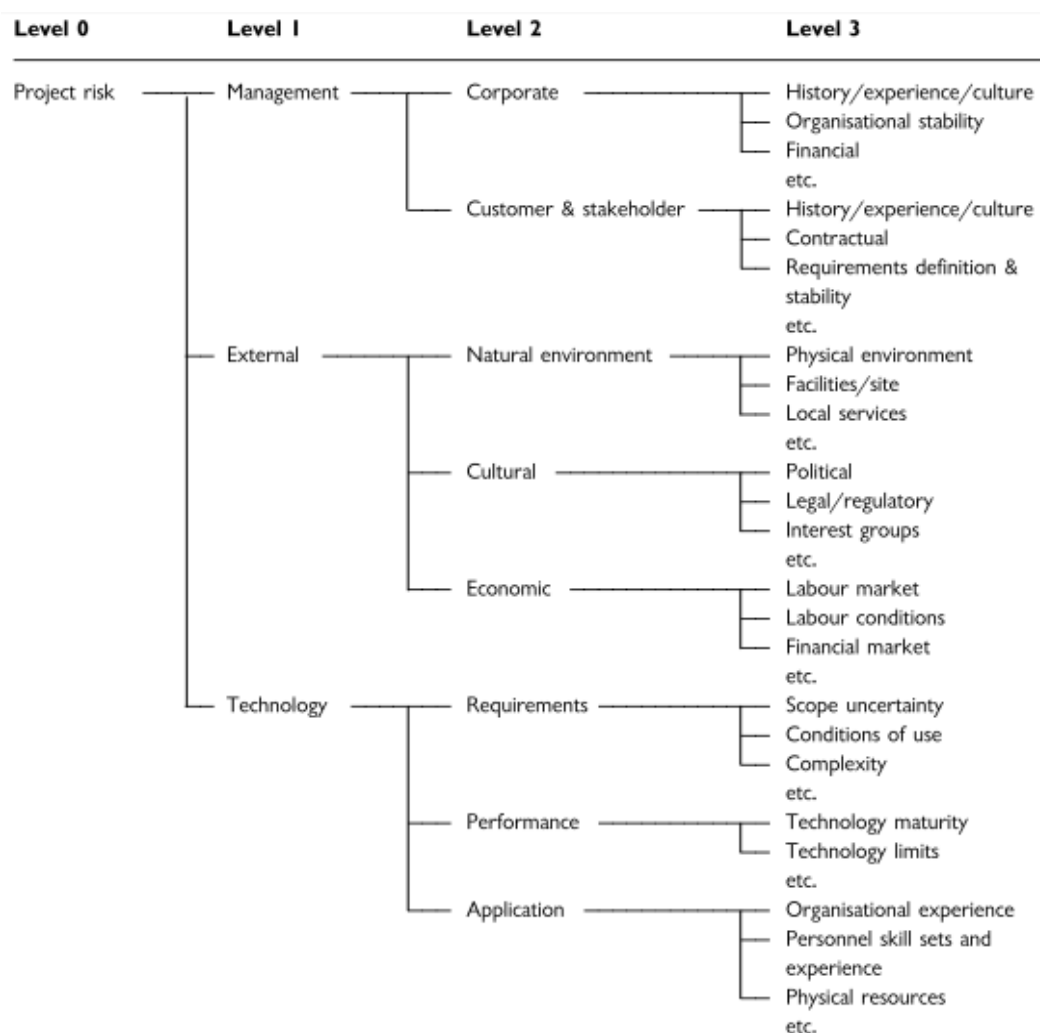 Level 0 Level 1 Level 2 Level 3
Project risk Management Corporate History/experience/culture
Organisational stability
Financial
etc.
Customer & stakeholder History/experience/culture
Contractual
Requirements definition &
stability
etc.
External Natural environment Physical environment
Facilities/site
Local services
etc.
Cultural Political
Legal/regulatory
Interest groups
etc.
Economic Labour market
Labour conditions
Financial market
etc.
Technology Requirements Scope uncertainty
Conditions of use
Complexity
etc.
Performance Technology maturity
Technology limits
etc.
Application Organisational experience
Personnel skill sets and
experience
Physical resources
etc.